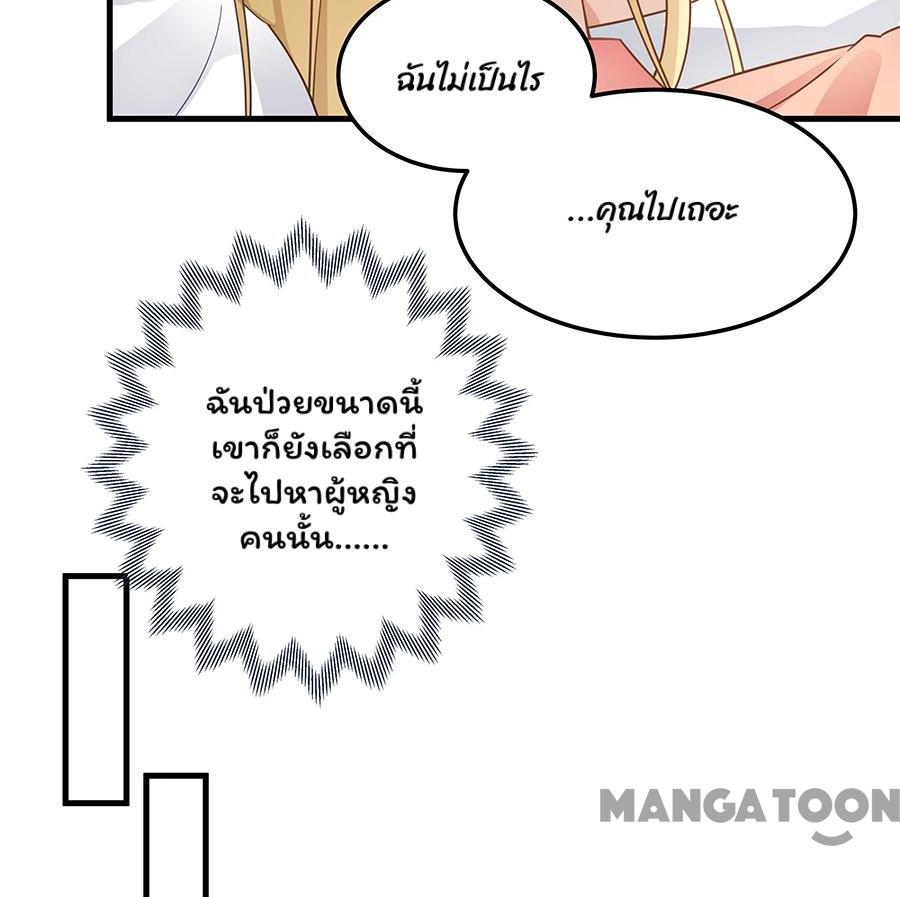 ฉันไม่เป็นไร
...คุณไปเถอะ
ฉันป่วยขนาดนี้
เขาก็ยังเลือกที่
จะไปหาผู้หญิง
คนนั้น......
MANGATOON